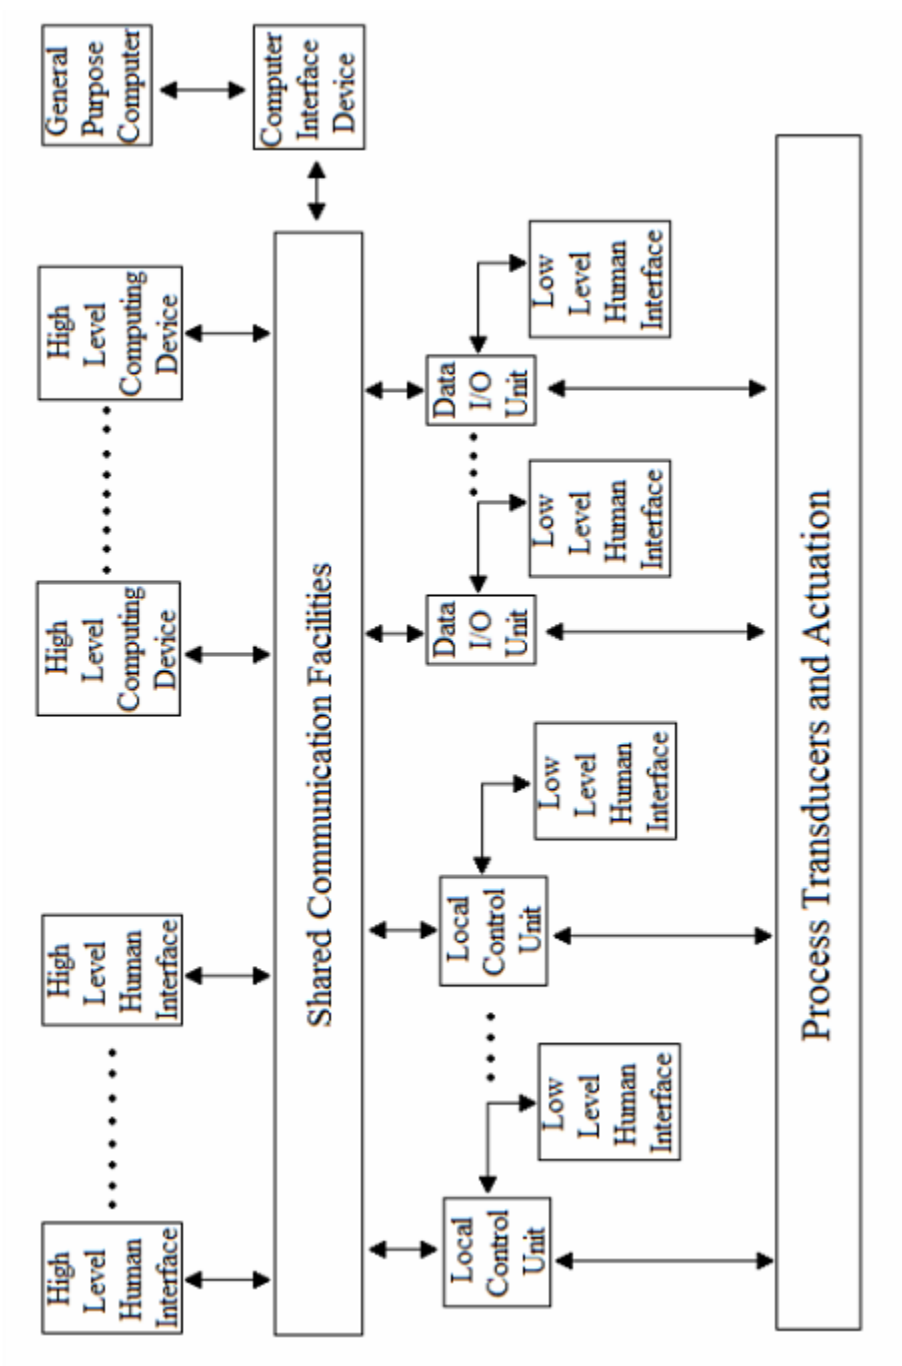 High
Level
Human
Interface
High
Level
Human
Interface
High
Level
Computing
Device
High
Level
Computing
Device
General
Purpose
Computer
Computer
Interface
Device
Shared Communication Facilities
Local
Control
Unit
Low
Level
Human
Interface
Local
Control
Unit
Low
Level
Human
Interface
Data
I/O
Unit
Low
Level
Human
Interface
Data
I/O
Unit
Low
Level
Human
Interface
Process Transducers and Actuation